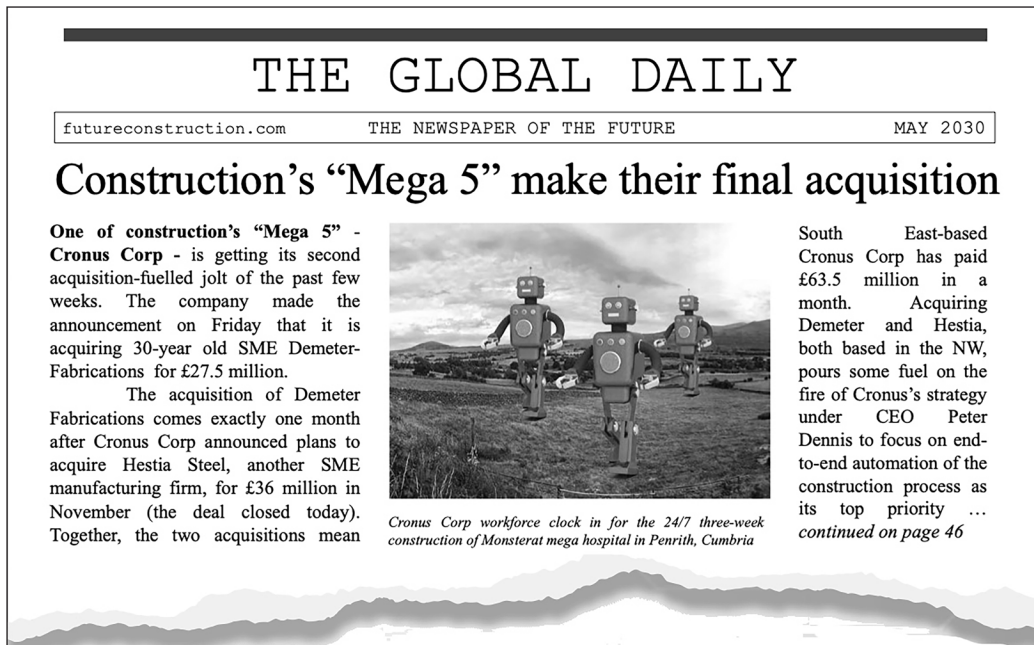 THE GLOBAL DAILY
futureconstruction.com THE NEWSPAPER OF THE FUTURE MAY 2030
Construction's “Mega 5” make their final acquisition
One of construction's “Mega 5” -
Cronus Corp - is getting its second
acquisition-fuelled jolt of the past few
weeks. The company made the
announcement on Friday that it is
acquiring 30-year old SME Demeter-
Fabrications for £27.5 million.
The acquisition of Demeter
Fabrications comes exactly one month
after Cronus Corp announced plans to
acquire Hestia Steel, another SME
manufacturing firm, for £36 million in
November (the deal closed today).
Together, the two acquisitions mean
Cronus Corp workforce clock in for the 24/7 three-week
construction of Monsterat mega hospital in Penrith, Cumbria
South East-based
Cronus Corp has paid
£63.5 million in a
month. Acquiring
Demeter and Hestia,
both based in the NW,
pours some fuel on the
fire of Cronus's strategy
under CEO Peter
Dennis to focus on end-
to-end automation of the
construction process as
its top priority …
continued on page 46